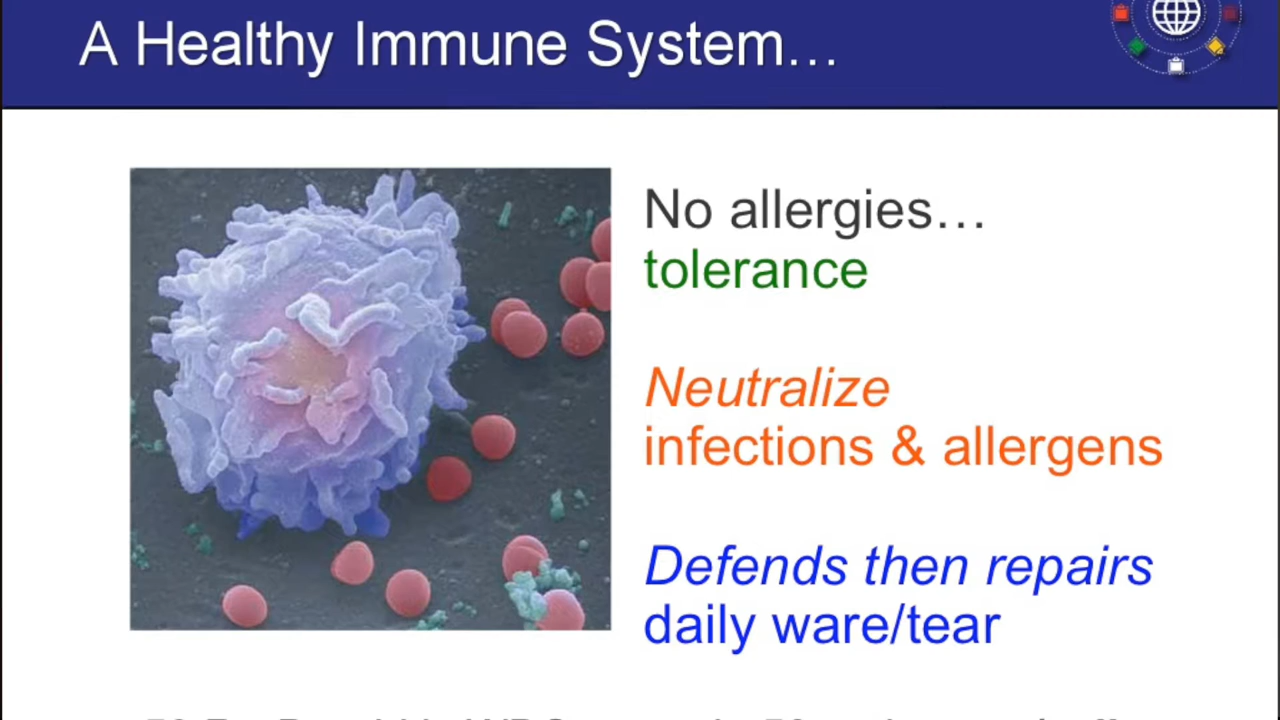 A Healthy Immune System…
No allergies…
tolerance
Neutralize
infections & allergens
Defends then repairs
daily ware/tear